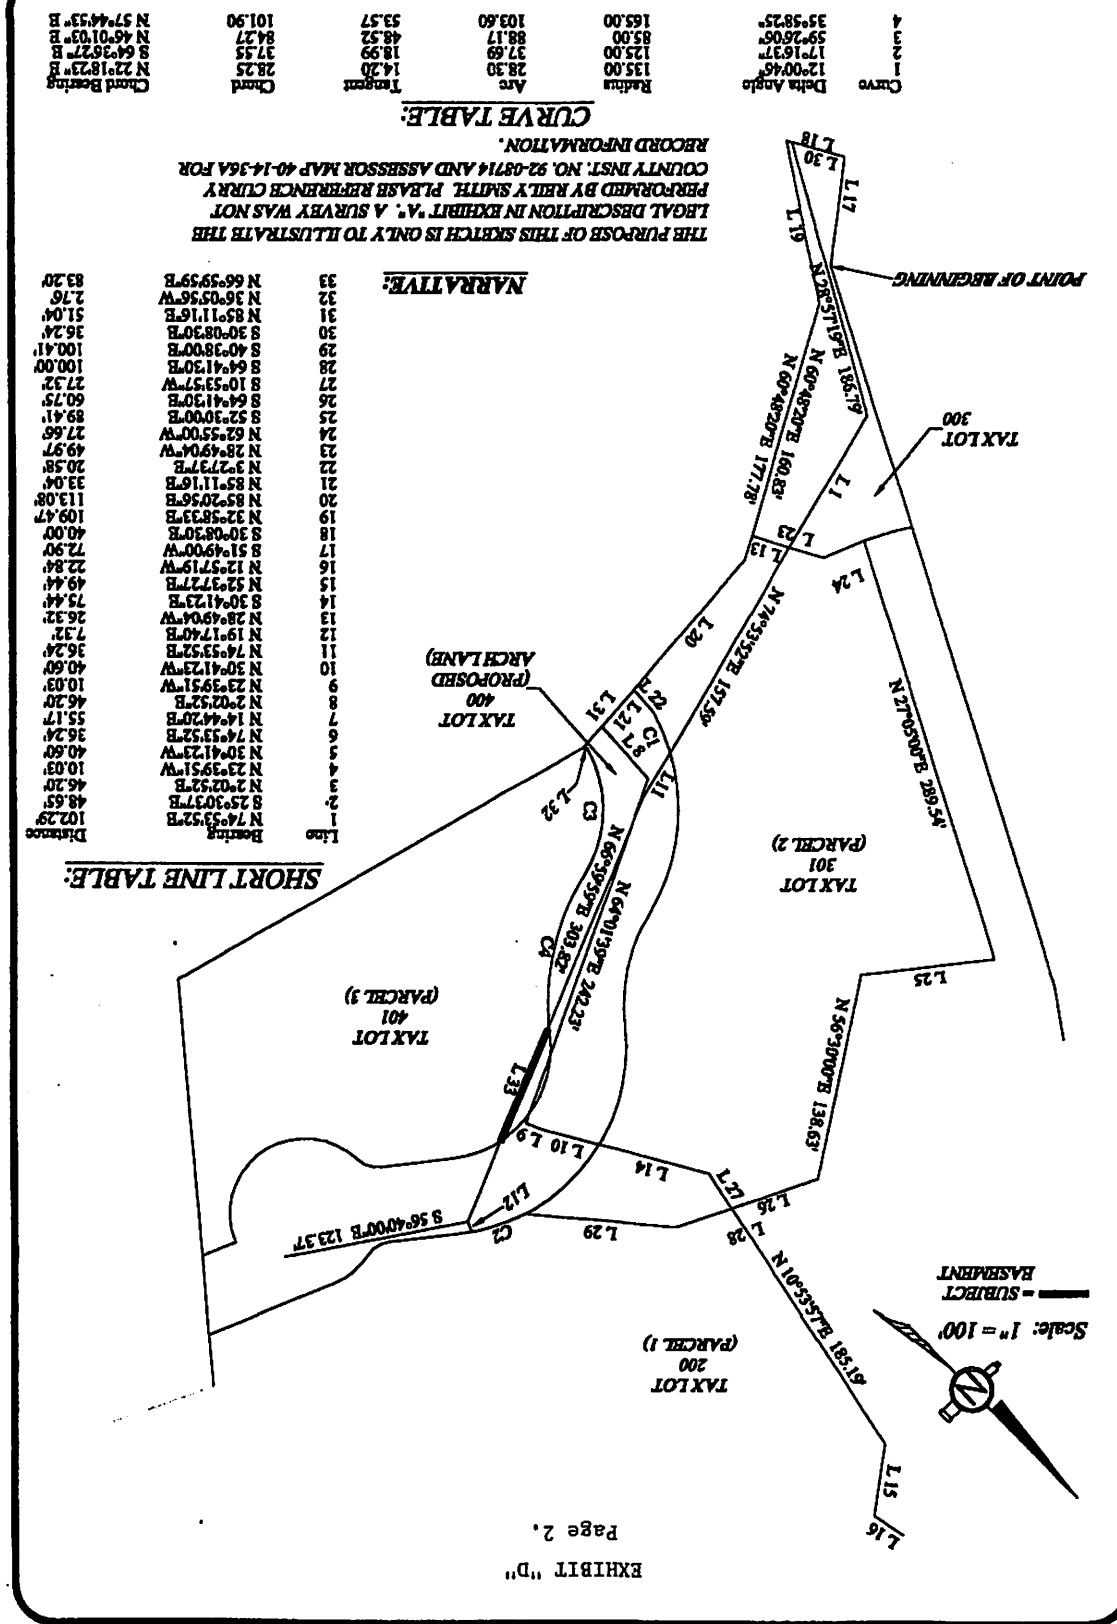 EXHIBIT "D"
Page 2.
L 16
L 15
Scale: 1" = 100'
= SUBJECT
EASEMENT
N 10°53'57"E 185.19'
TAX LOT
200
(PARCEL 1)
S 56°40'00"E 123.37'
L 28
L 26
L 27
L 29
C2
L12
L 14
L 10
L 9
L 33
N 56°30'00"E 138.63'
L 25
TAX LOT
401
(PARCEL 3)
C4
N 64°01'39"E 242.23'
N 66°59'59"E 303.82'
TAX LOT
301
(PARCEL 2)
N 27°05'00"E 289.54'
C3
L 32
L11
L 8
C1
L 21
L 31
L 22
TAX LOT
400
(PROPOSED
ARCH LANE)
N 74°53'52"E 157.59'
L 20
L 24
L 23
L 13
L 1
TAX LOT
300
N 60°48'20"E 160.83'
N 60°48'20"E 177.78'
N 28°57'19"E 186.79'
POINT OF BEGINNING
L 19
L 17
L 30
L 18
SHORT LINE TABLE:
Line Bearing Distance
1 N 74°53'52"E 102.29'
2' S 25°30'37"E 48.65'
3 N 2°02'52"E 46.20'
4 N 23°39'51"W 10.03'
5 N 30°41'23"W 40.60'
6 N 74°53'52"E 36.24'
7 N 14°44'20"E 55.17'
8 N 2°02'52"E 46.20'
9 N 23°39'51"W 10.03'
10 N 30°41'23"W 40.60'
11 N 74°53'52"E 36.24'
12 N 19°17'40"E 7.32'
13 N 28°49'04"W 26.32'
14 S 30°41'23"E 75.44'
15 N 52°37'27"E 49.44'
16 N 12°57'19"W 22.84'
17 S 51°49'00"W 72.90'
18 S 30°08'30"E 40.00'
19 N 32°58'33"E 109.47'
20 N 85°20'56"E 113.08'
21 N 85°11'16"E 33.04'
22 N 3°27'37"E 20.58'
23 N 28°49'04"W 49.97'
24 N 62°55'00"W 27.66'
25 S 52°30'00"E 89.41'
26 S 64°41'30"E 60.75'
27 S 10°53'57"W 27.32'
28 S 64°41'30"E 100.00'
29 S 40°38'00"E 100.41'
30 S 30°08'30"E 36.24'
31 N 85°11'16"E 51.04'
32 N 36°05'56"W 2.76'
33 N 66°59'59"E 83.20'
NARRATIVE:
THE PURPOSE OF THIS SKETCH IS ONLY TO ILLUSTRATE THE
LEGAL DESCRIPTION IN EXHIBIT "A". A SURVEY WAS NOT
PERFORMED BY REILY SMITH. PLEASE REFERENCE CURRY
COUNTY INST. NO. 92-08714 AND ASSESSOR MAP 40-14-36A FOR
RECORD INFORMATION.
CURVE TABLE:
Curve Delta Angle Radius Arc Tangent Chord Chord Bearing
1 12°00'46" 135.00 28.30 14.20 28.25 N 22°18'23" E
2 17°16'37" 125.00 37.69 18.99 37.55 S 64°36'27" E
3 59°26'06" 85.00 88.17 48.52 84.27 N 46°01'03" E
4 35°58'25" 165.00 103.60 53.57 101.90 N 57°44'53" E